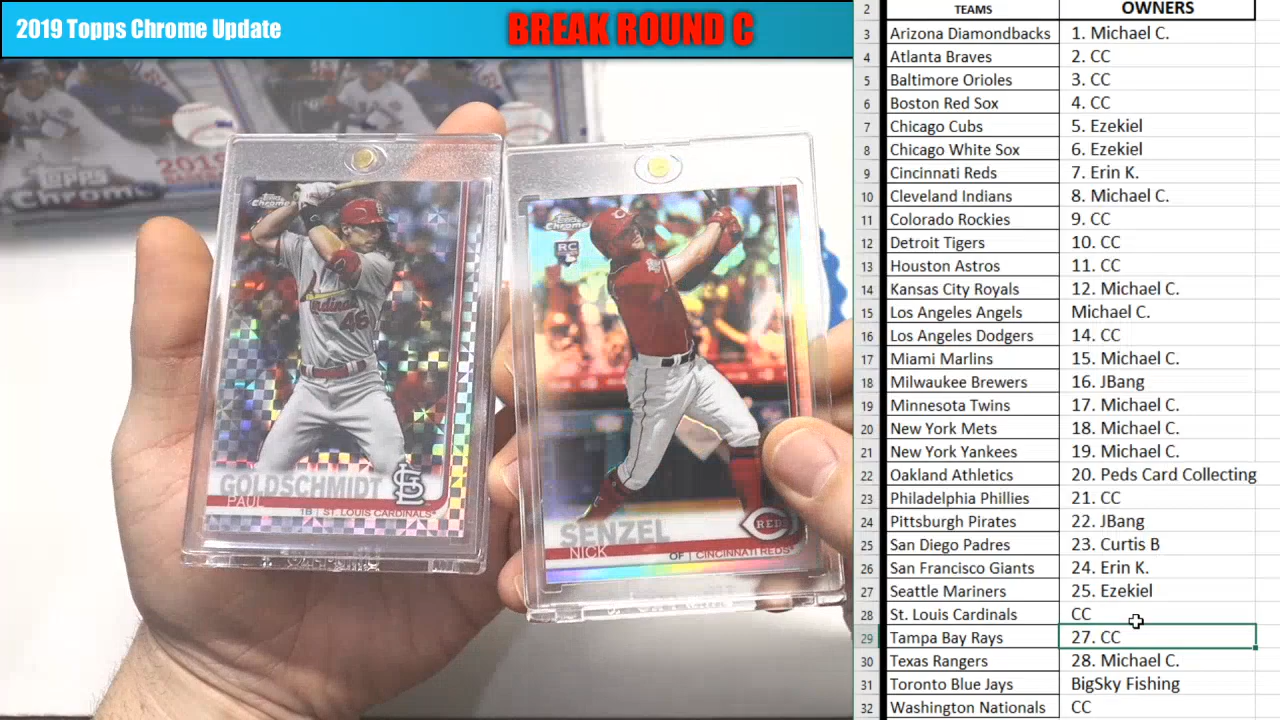 2019 Topps Chrome Update
BREAK ROUND C
2 TEAMS OWNERS
3 Arizona Diamondbacks 1. Michael C.
4 Atlanta Braves 2. CC
5 Baltimore Orioles 3. CC
6 Boston Red Sox 4. CC
7 Chicago Cubs 5. Ezekiel
8 Chicago White Sox 6. Ezekiel
9 Cincinnati Reds 7. Erin K.
10 Cleveland Indians 8. Michael C.
11 Colorado Rockies 9. CC
12 Detroit Tigers 10. CC
13 Houston Astros 11. CC
14 Kansas City Royals 12. Michael C.
15 Los Angeles Angels Michael C.
16 Los Angeles Dodgers 14. CC
17 Miami Marlins 15. Michael C.
18 Milwaukee Brewers 16. JBang
19 Minnesota Twins 17. Michael C.
20 New York Mets 18. Michael C.
21 New York Yankees 19. Michael C.
22 Oakland Athletics 20. Peds Card Collecting
23 Philadelphia Phillies 21. CC
24 Pittsburgh Pirates 22. JBang
25 San Diego Padres 23. Curtis B
26 San Francisco Giants 24. Erin K.
27 Seattle Mariners 25. Ezekiel
28 St. Louis Cardinals CC
29 Tampa Bay Rays 27. CC
30 Texas Rangers 28. Michael C.
31 Toronto Blue Jays BigSky Fishing
32 Washington Nationals CC
TOPPS
Chrome
2019
Topps
Chrome
Cardinals
46
GOLDSCHMIDT
PAUL
1B | ST. LOUIS CARDINALS
Topps
Chrome
RC
SENZEL
NICK
REDS
OF | CINCINNATI REDS